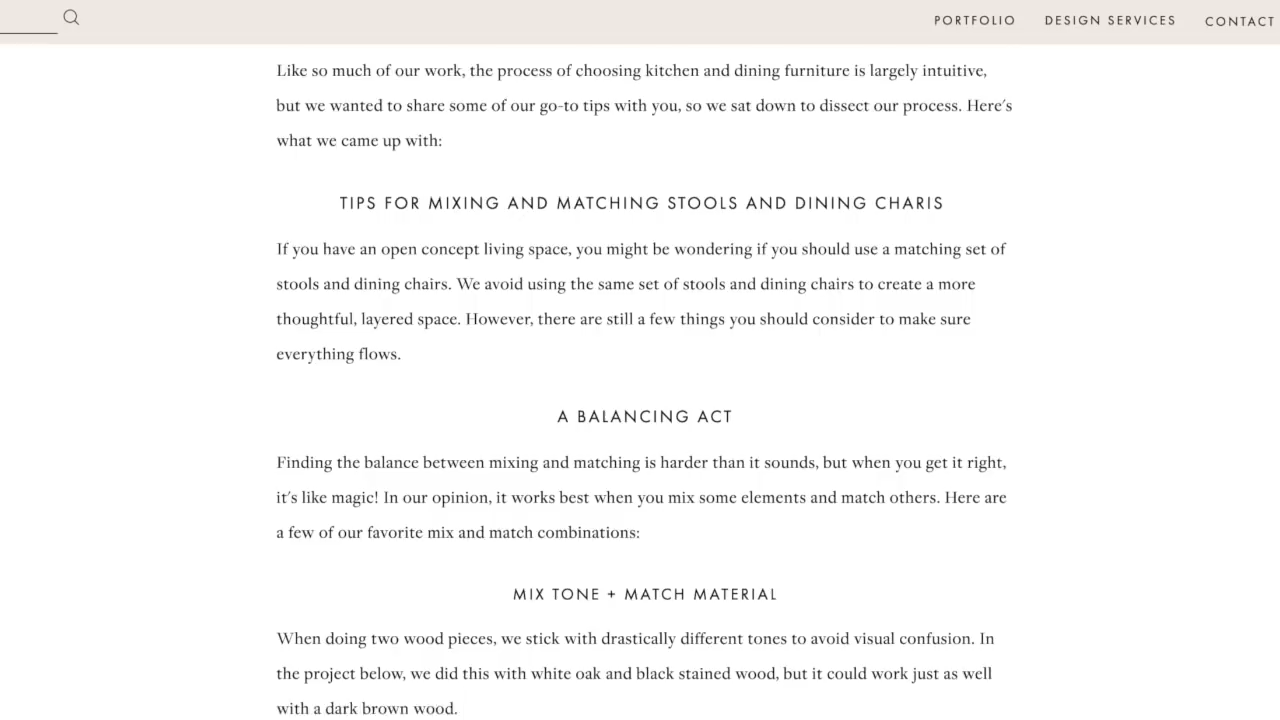 PORTFOLIO DESIGN SERVICES CONTACT
Like so much of our work, the process of choosing kitchen and dining furniture is largely intuitive,
but we wanted to share some of our go-to tips with you, so we sat down to dissect our process. Here's
what we came up with:
TIPS FOR MIXING AND MATCHING STOOLS AND DINING CHARIS
If you have an open concept living space, you might be wondering if you should use a matching set of
stools and dining chairs. We avoid using the same set of stools and dining chairs to create a more
thoughtful, layered space. However, there are still a few things you should consider to make sure
everything flows.
A BALANCING ACT
Finding the balance between mixing and matching is harder than it sounds, but when you get it right,
it's like magic! In our opinion, it works best when you mix some elements and match others. Here are
a few of our favorite mix and match combinations:
MIX TONE + MATCH MATERIAL
When doing two wood pieces, we stick with drastically different tones to avoid visual confusion. In
the project below, we did this with white oak and black stained wood, but it could work just as well
with a dark brown wood.